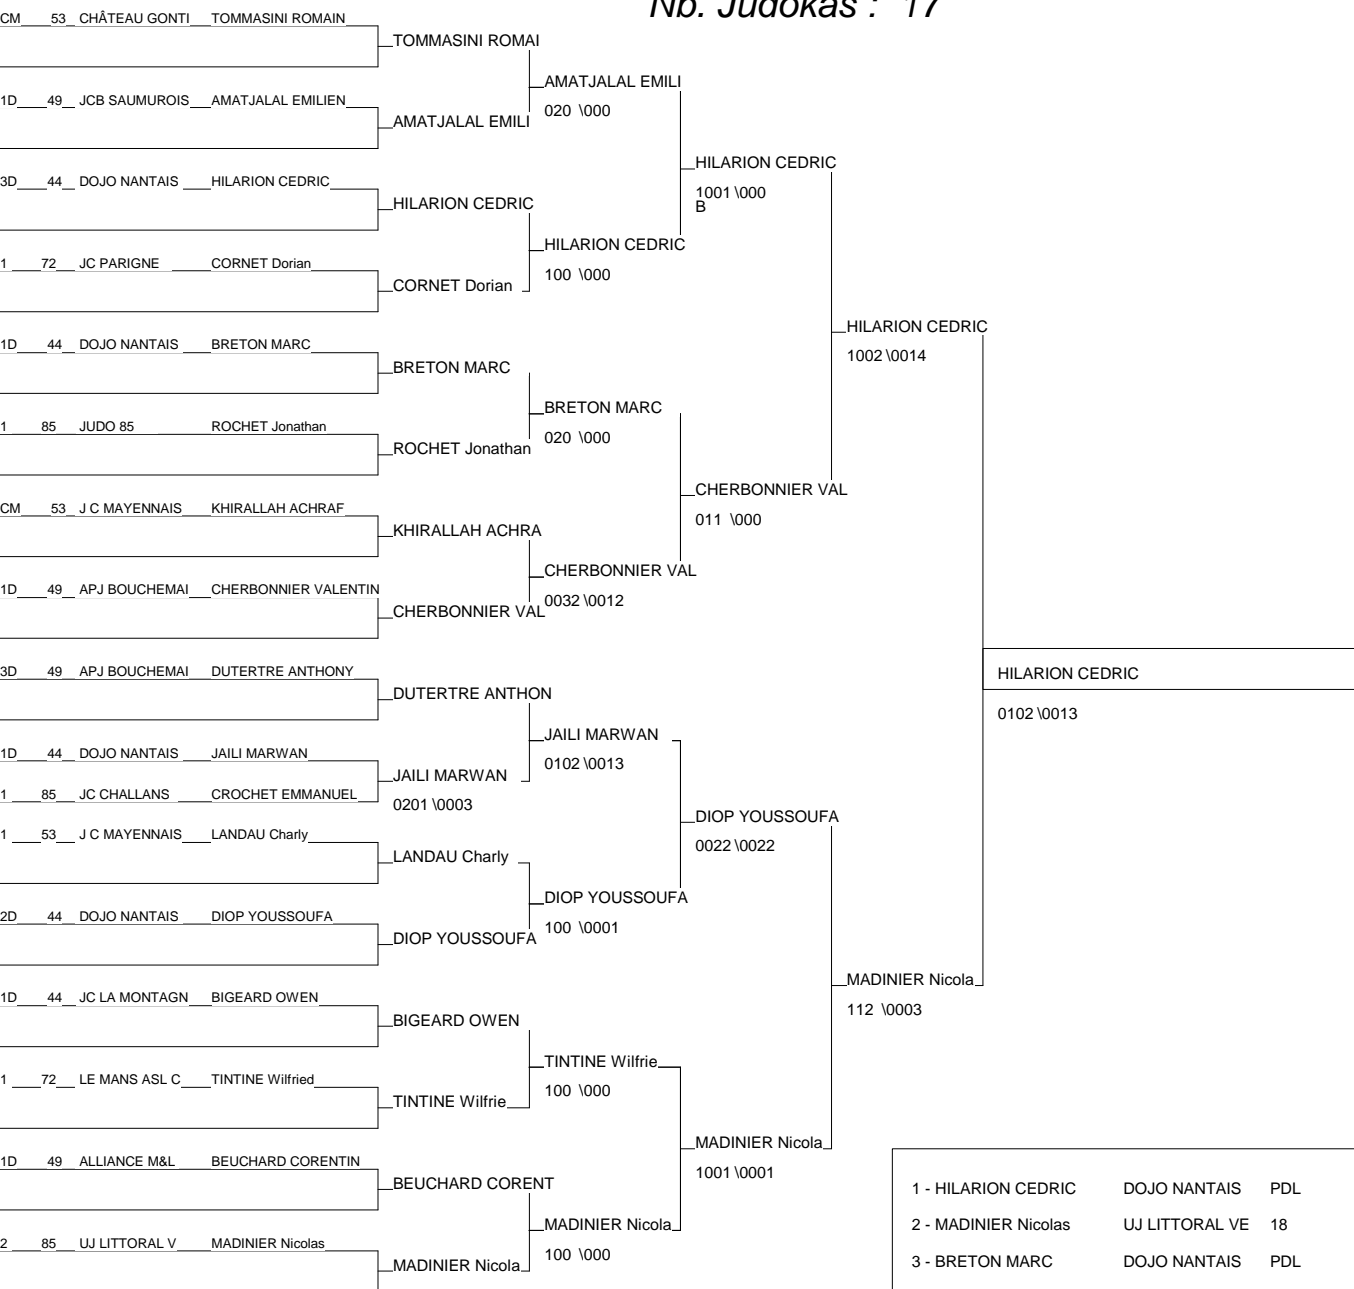 Nb. Judokas : 17
CM 53 CHÂTEAU GONTI TOMMASINI ROMAIN
TOMMASINI ROMAI
AMATJALAL EMILI
020 \000
1D 49 JCB SAUMUROIS AMATJALAL EMILIEN
AMATJALAL EMILI
HILARION CEDRIC
1001 \000
B
3D 44 DOJO NANTAIS HILARION CEDRIC
HILARION CEDRIC
HILARION CEDRIC
100 \000
1 72 JC PARIGNE CORNET Dorian
CORNET Dorian
HILARION CEDRIC
1002 \0014
1D 44 DOJO NANTAIS BRETON MARC
BRETON MARC
BRETON MARC
020 \000
1 85 JUDO 85 ROCHET Jonathan
ROCHET Jonathan
CHERBONNIER VAL
011 \000
CM 53 J C MAYENNAIS KHIRALLAH ACHRAF
KHIRALLAH ACHRA
CHERBONNIER VAL
0032 \0012
1D 49 APJ BOUCHEMAI CHERBONNIER VALENTIN
CHERBONNIER VAL
HILARION CEDRIC
0102 \0013
3D 49 APJ BOUCHEMAI DUTERTRE ANTHONY
DUTERTRE ANTHON
JAILI MARWAN
0102 \0013
1D 44 DOJO NANTAIS JAILI MARWAN
JAILI MARWAN
1 85 JC CHALLANS CROCHET EMMANUEL
0201 \0003
DIOP YOUSSOUFA
0022 \0022
1 53 J C MAYENNAIS LANDAU Charly
LANDAU Charly
DIOP YOUSSOUFA
100 \0001
2D 44 DOJO NANTAIS DIOP YOUSSOUFA
DIOP YOUSSOUFA
MADINIER Nicola
112 \0003
1D 44 JC LA MONTAGN BIGEARD OWEN
BIGEARD OWEN
TINTINE Wilfrie
100 \000
1 72 LE MANS ASL C TINTINE Wilfried
TINTINE Wilfrie
MADINIER Nicola
1001 \0001
1D 49 ALLIANCE M&L BEUCHARD CORENTIN
BEUCHARD CORENT
MADINIER Nicola
100 \000
2 85 UJ LITTORAL V MADINIER Nicolas
MADINIER Nicola
1 - HILARION CEDRIC DOJO NANTAIS PDL
2 - MADINIER Nicolas UJ LITTORAL VE 18
3 - BRETON MARC DOJO NANTAIS PDL